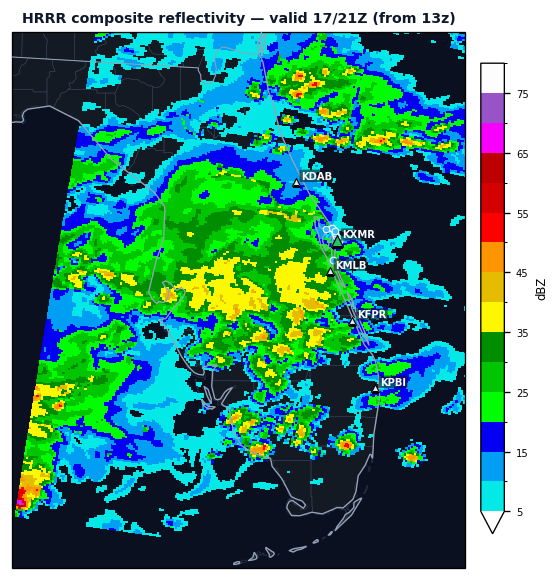 HRRR composite reflectivity — valid 17/21Z (from 13z)
KDAB
KXMR
KMLB
KFPR
KPBI
75
65
55
45
35
25
15
5
dBZ